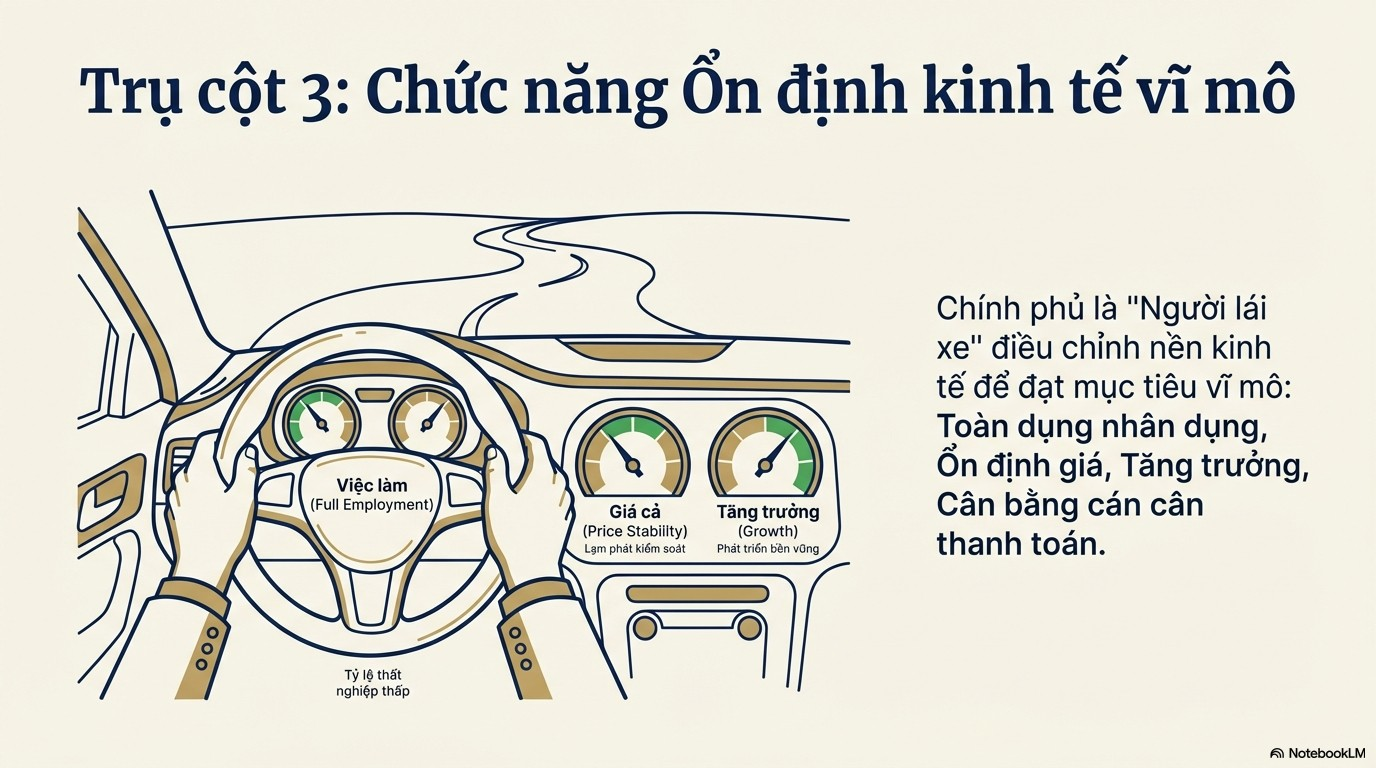 Trụ cột 3: Chức năng Ổn định kinh tế vĩ mô
Việc làm
(Full Employment)
Tỷ lệ thất
nghiệp thấp
Giá cả
(Price Stability)
Lạm phát kiểm soát
Tăng trưởng
(Growth)
Phát triển bền vững
Chính phủ là "Người lái
xe" điều chỉnh nền kinh
tế để đạt mục tiêu vĩ mô:
Toàn dụng nhân dụng,
Ổn định giá, Tăng trưởng,
Cân bằng cán cân
thanh toán.
NotebookLM